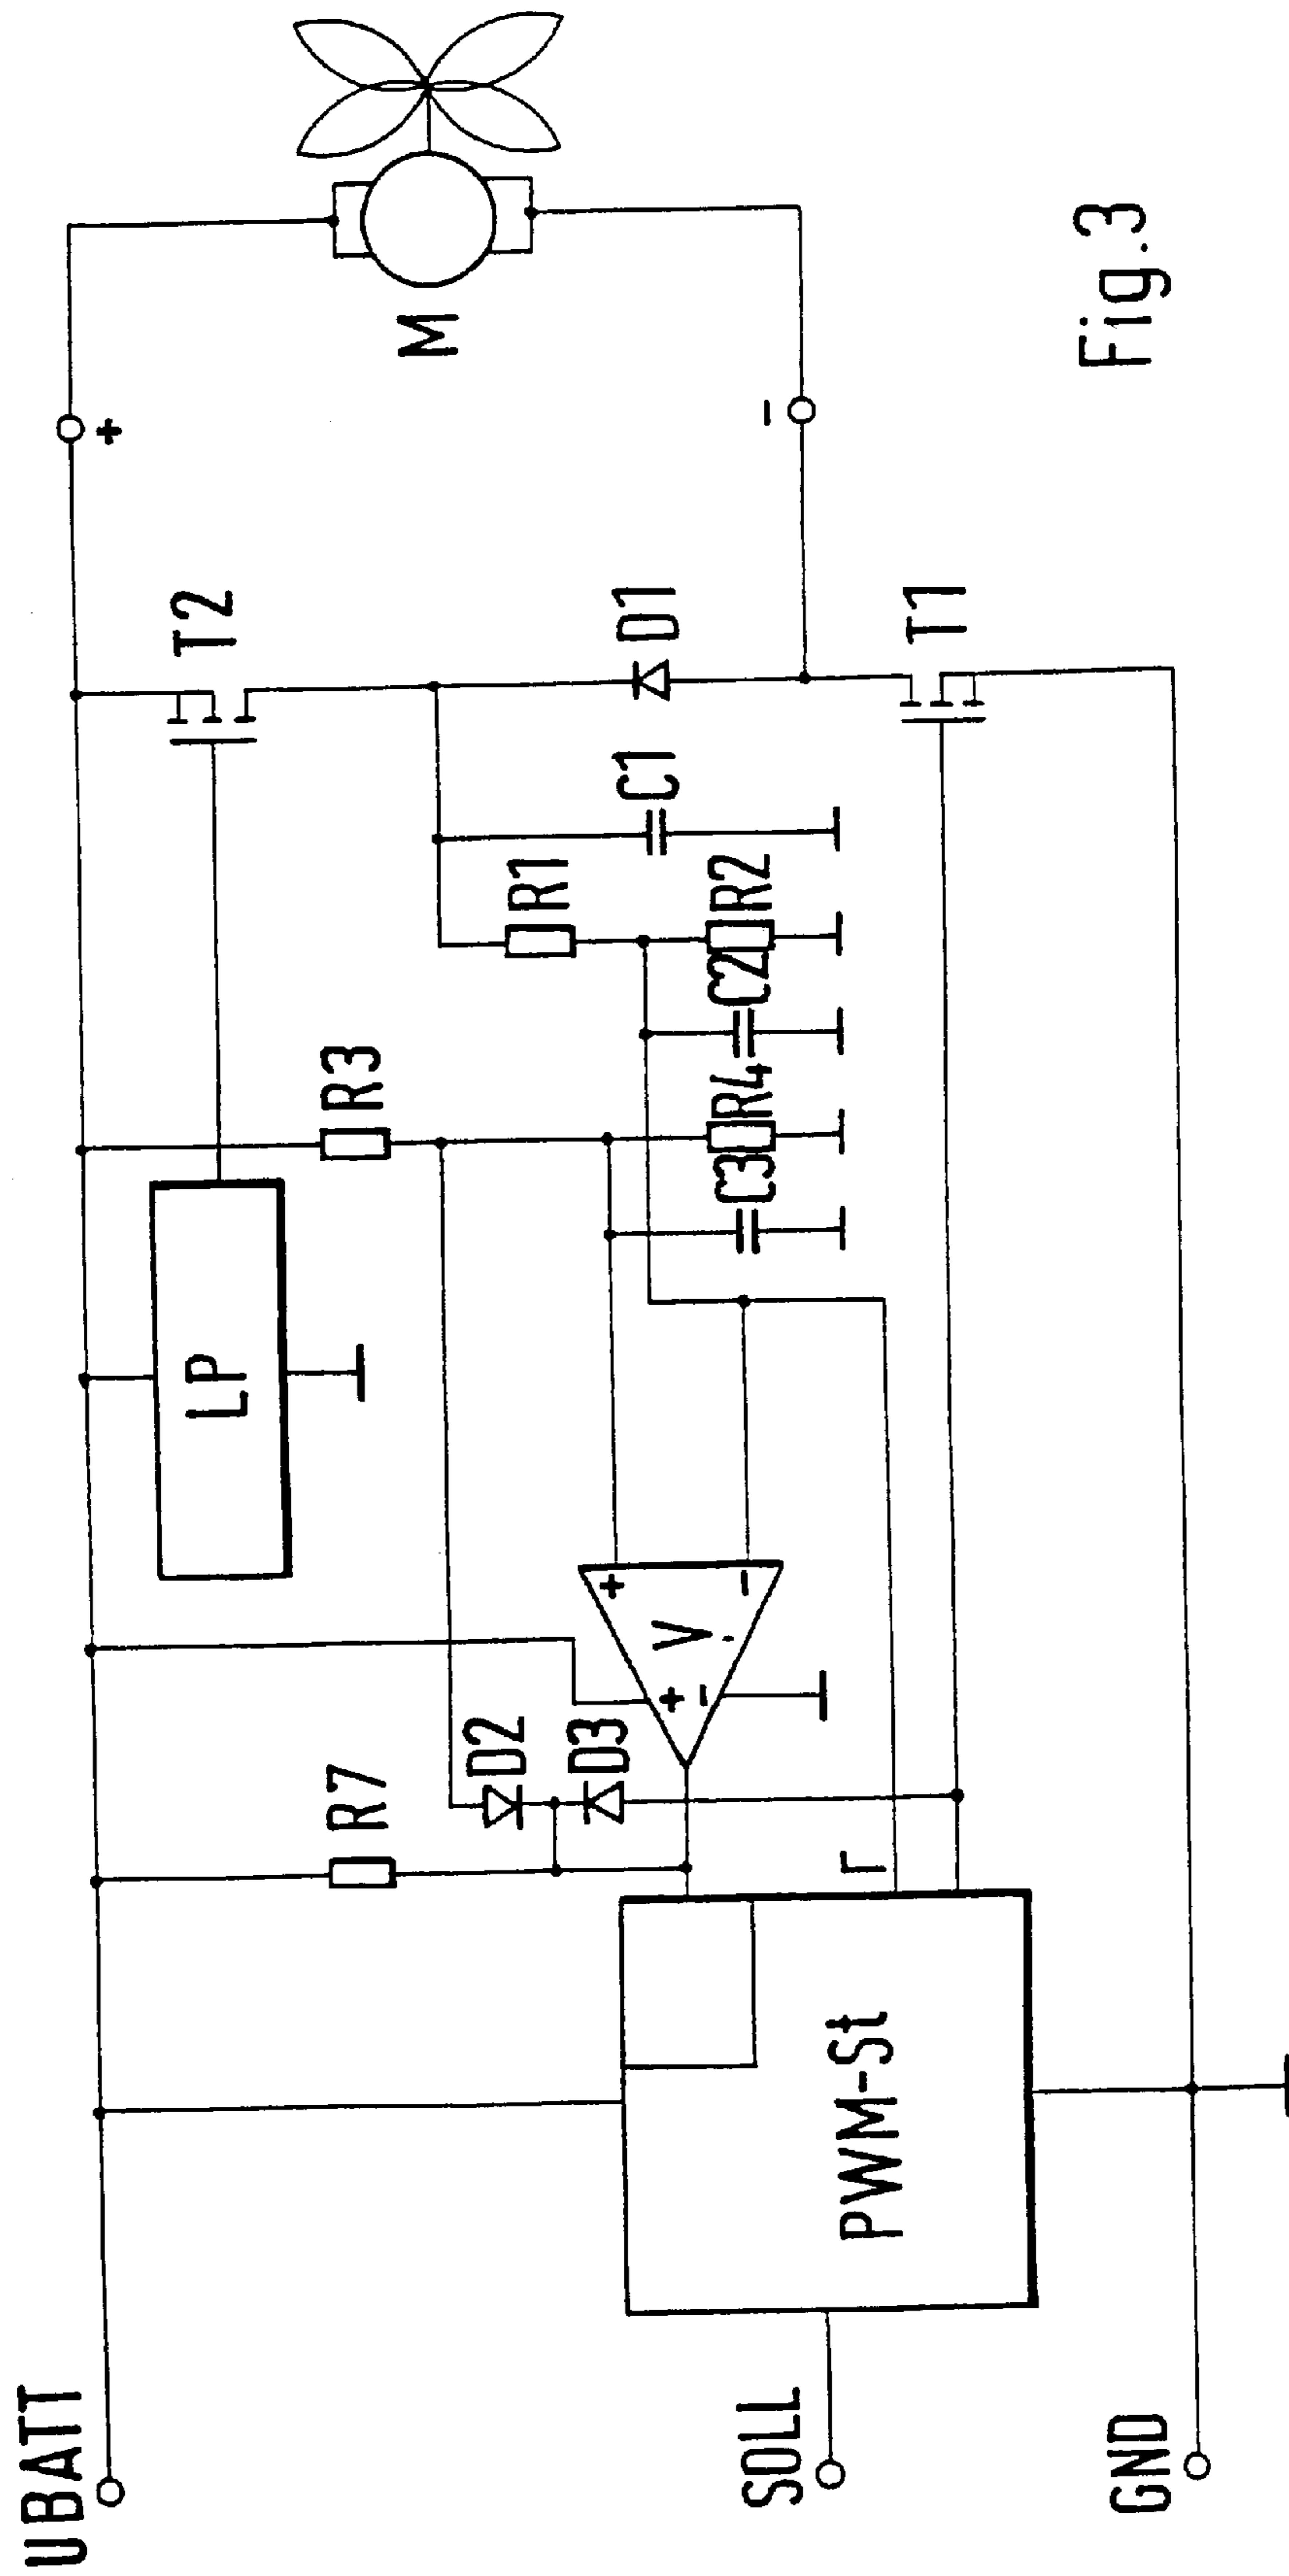 UBATT
R7
LP
R3
T2
+
M
D2
D3
+
-
V
+
-
C3
R4
C2
R2
R1
C1
D1
-
SOLL
PWM-St
T1
GND
Fig.3